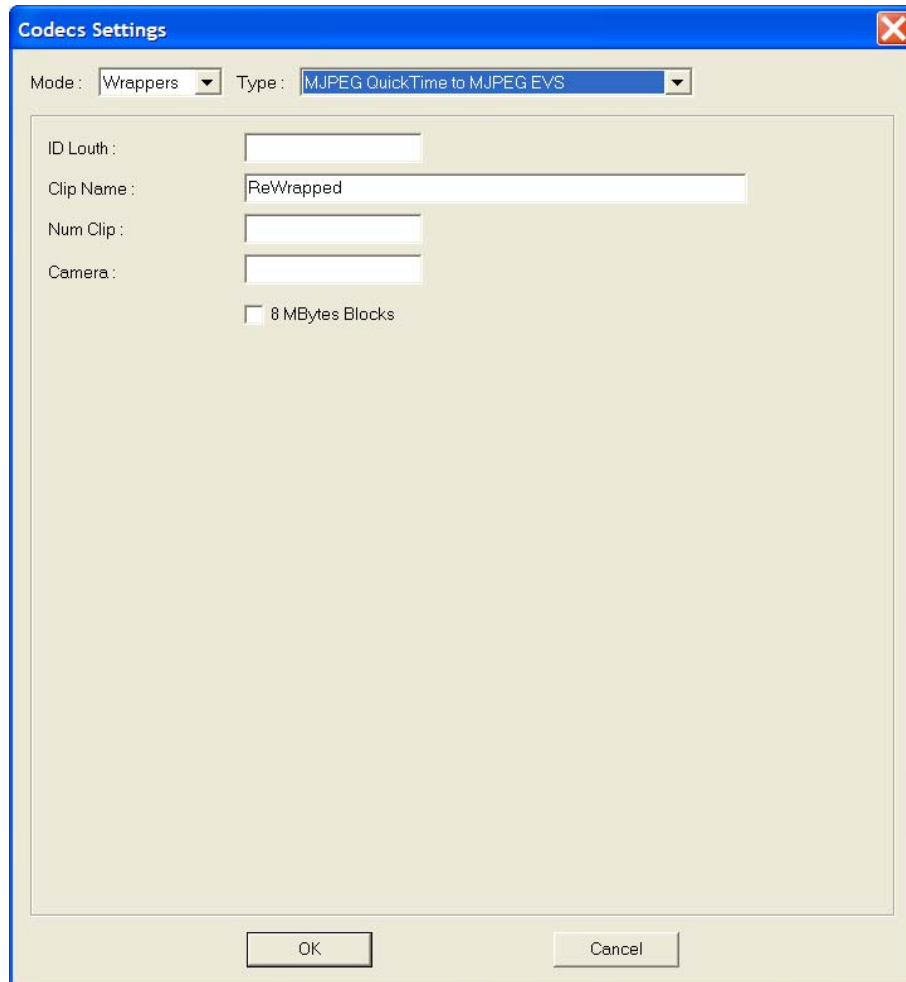 Codecs Settings
Mode : Wrappers Type : MJPEG QuickTime to MJPEG EVS
ID Louth :
Clip Name : ReWrapped
Num Clip :
Camera :
8 MBytes Blocks
OK Cancel